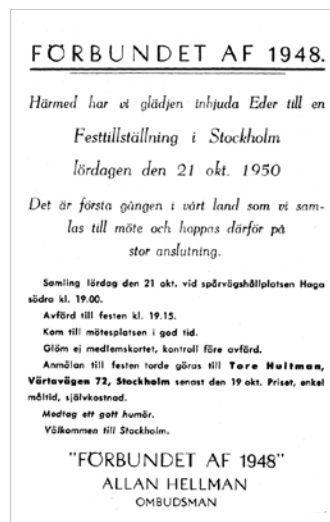 FÖRBUNDET AF 1948.
Härmed har vi glädjen inbjuda Eder till en
Festtillställning i Stockholm
lördagen den 21 okt. 1950
Det är första gången i vårt land som vi sam-
las till möte och hoppas därför på
stor anslutning.
Samling lördag den 21 okt. vid spårvägshållplatsen Haga
södra kl. 19.00.
Avfärd till festen kl. 19.15.
Kom till mötesplatsen i god tid.
Glöm ej medlemskortet, kontroll före avfärd.
Anmälan till festen torde göras till Tore Hultman,
Värtavägen 72, Stockholm senast den 19 okt. Priset, enkel
måltid, självkostnad.
Medtag ett gott humör.
Välkommen till Stockholm.
"FÖRBUNDET AF 1948"
ALLAN HELLMAN
OMBUDSMAN